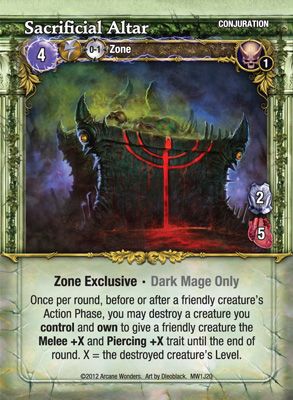 Sacrificial Altar
CONJURATION
4
0-1 Zone
1
2
5
Zone Exclusive • Dark Mage Only
Once per round, before or after a friendly creature's
Action Phase, you may destroy a creature you
control and own to give a friendly creature the
Melee +X and Piercing +X trait until the end of
round. X = the destroyed creature's Level.
©2012 Arcane Wonders. Art by Dieoblack. MW1J20